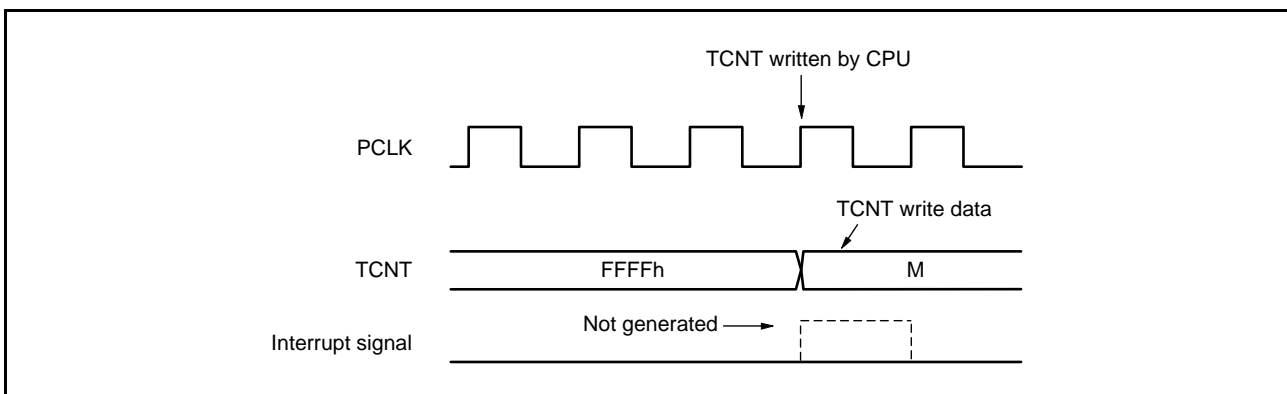 TCNT written by CPU
PCLK
TCNT write data
TCNT
FFFFh
M
Not generated
Interrupt signal